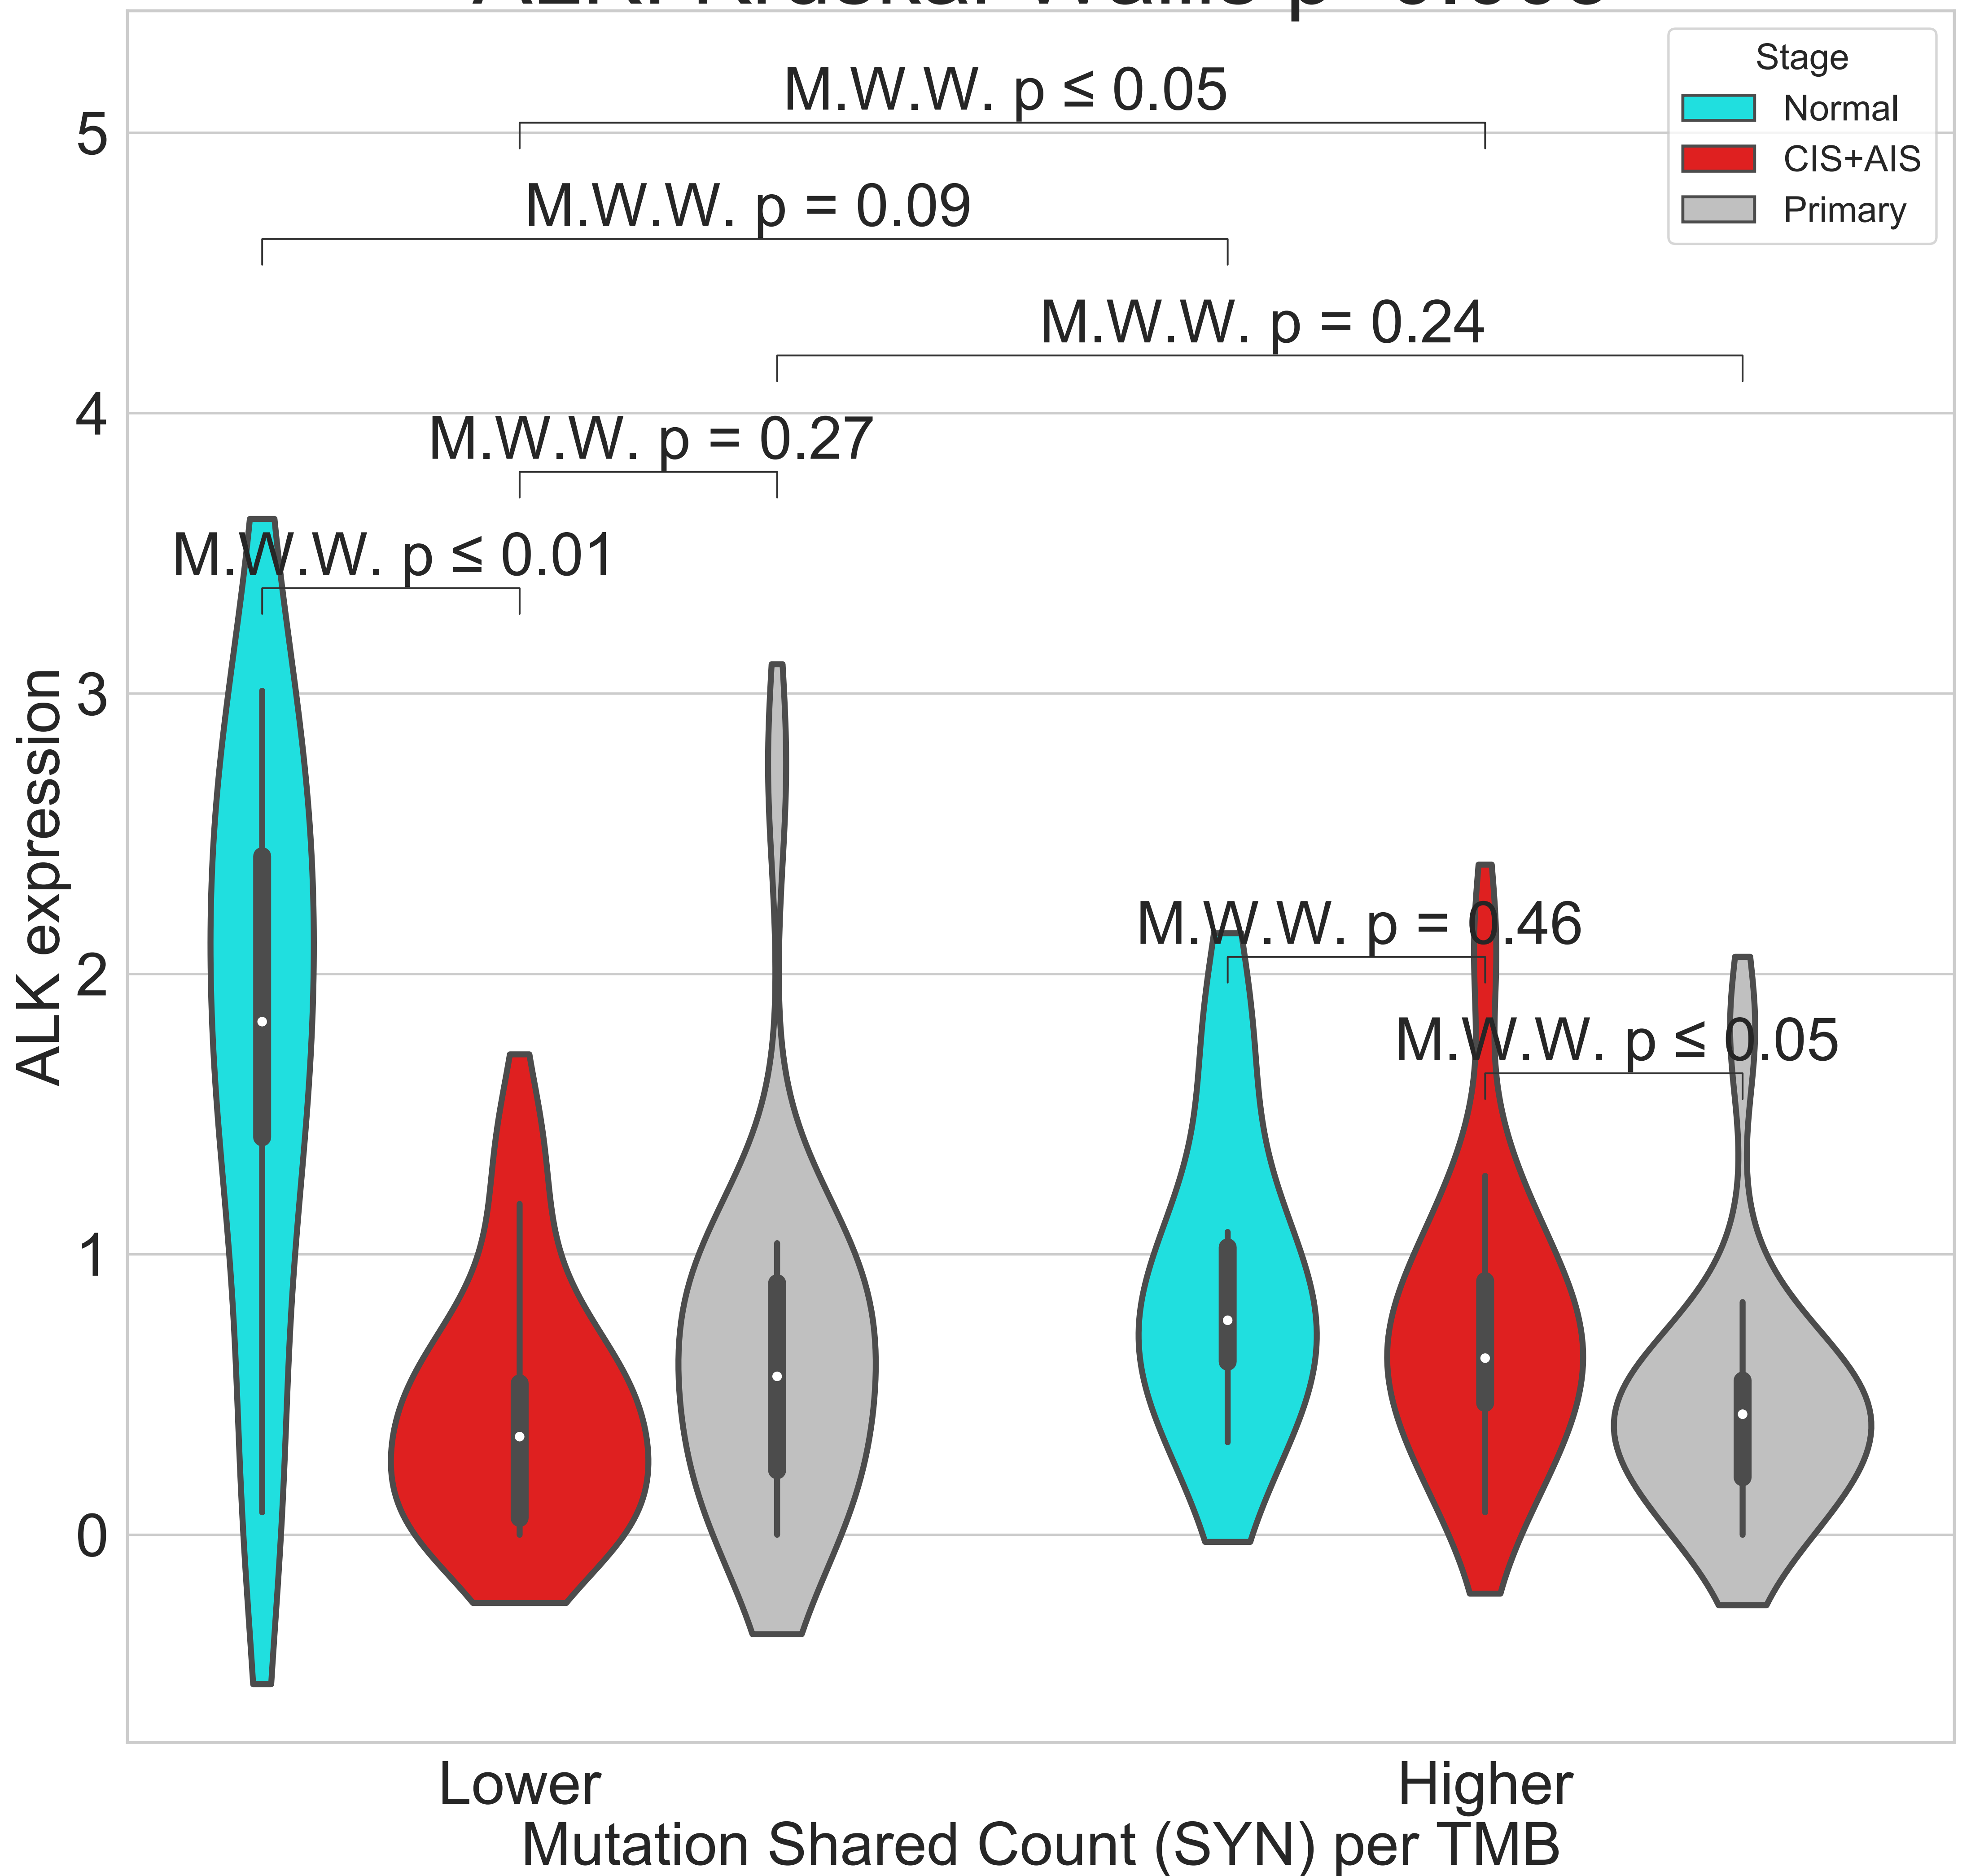 Stage
Normal
CIS+AIS
Primary
M.W.W. p ≤ 0.05
M.W.W. p = 0.09
M.W.W. p = 0.24
M.W.W. p = 0.27
M.W.W. p ≤ 0.01
M.W.W. p = 0.46
M.W.W. p ≤ 0.05
5
4
3
2
1
0
ALK expression
Lower
Higher
Mutation Shared Count (SYN) per TMB